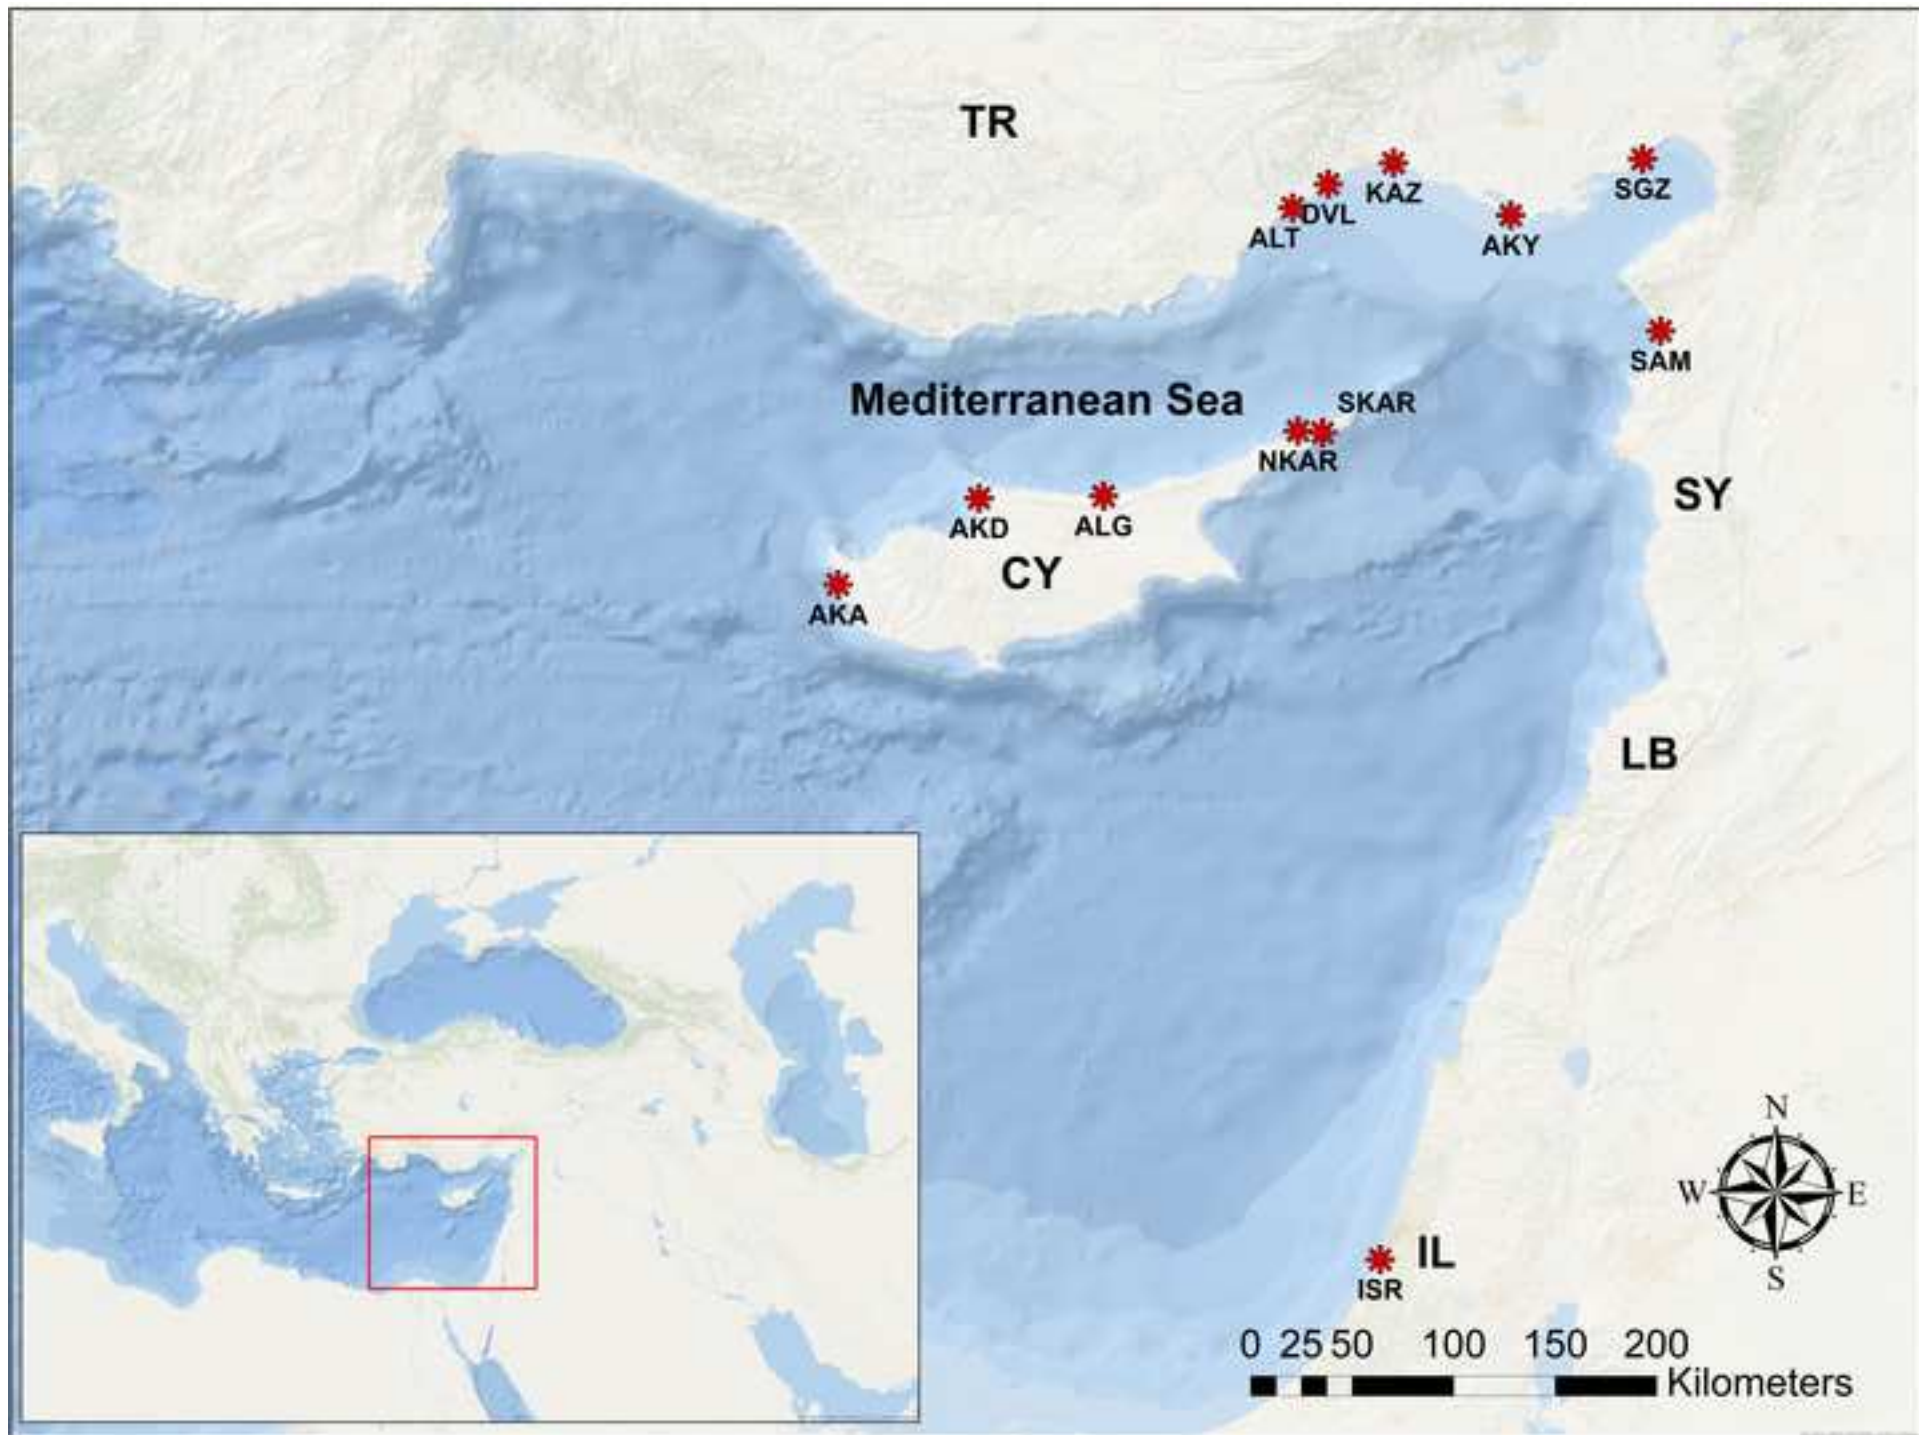 TR
KAZ
SGZ
DVL
ALT
AKY
SAM
Mediterranean Sea
SKAR
NKAR
SY
AKD
ALG
CY
AKA
LB
N
W
E
S
IL
ISR
0 25 50 100 150 200
Kilometers